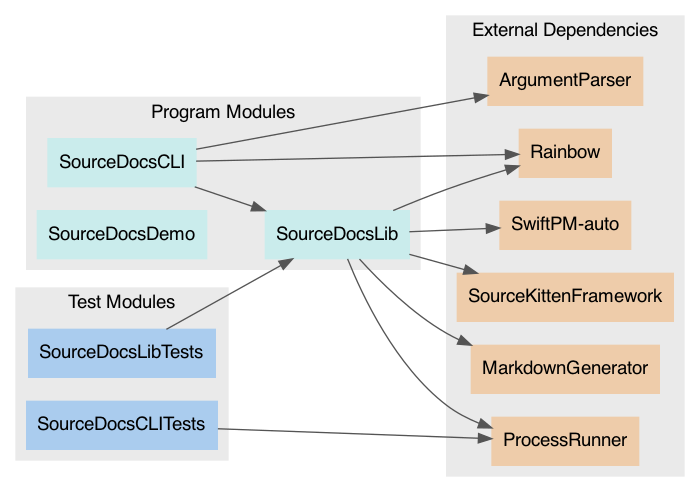 External Dependencies
ArgumentParser
Program Modules
Rainbow
SourceDocsCLI
SwiftPM-auto
SourceDocsDemo
SourceDocsLib
SourceKittenFramework
Test Modules
SourceDocsLibTests
MarkdownGenerator
SourceDocsCLITests
ProcessRunner